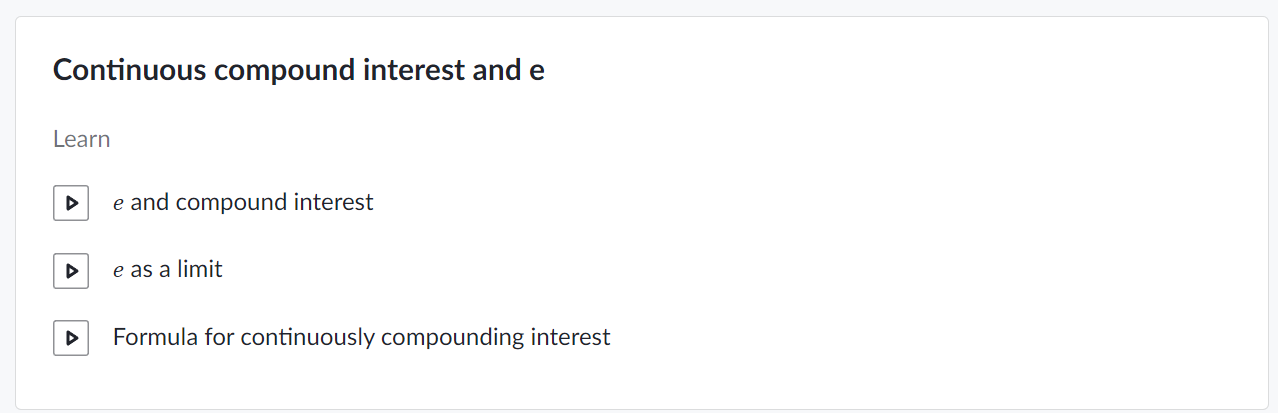 Continuous compound interest and e
Learn
e and compound interest
e as a limit
Formula for continuously compounding interest